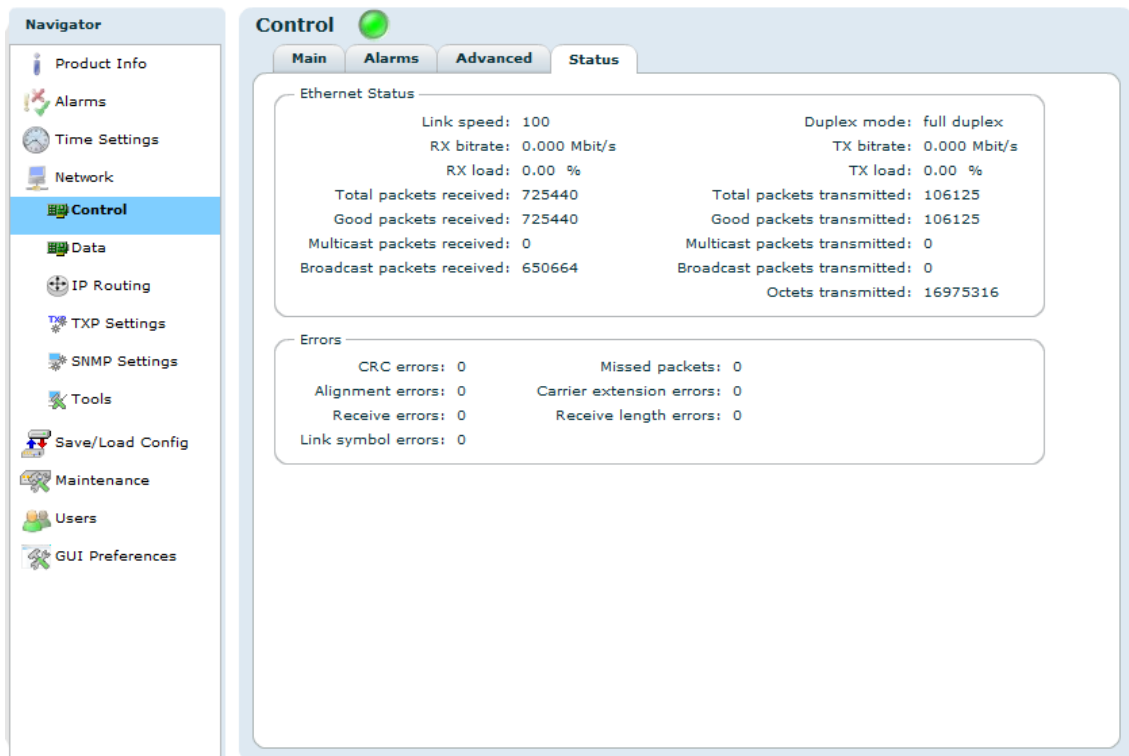 Navigator
Product Info
Alarms
Time Settings
Network
Control
Data
IP Routing
TXP TXP Settings
SNMP Settings
Tools
Save/Load Config
Maintenance
Users
GUI Preferences
Control
Main Alarms Advanced Status
Ethernet Status
Link speed: 100 Duplex mode: full duplex
RX bitrate: 0.000 Mbit/s TX bitrate: 0.000 Mbit/s
RX load: 0.00 % TX load: 0.00 %
Total packets received: 725440 Total packets transmitted: 106125
Good packets received: 725440 Good packets transmitted: 106125
Multicast packets received: 0 Multicast packets transmitted: 0
Broadcast packets received: 650664 Broadcast packets transmitted: 0
Octets transmitted: 16975316
Errors
CRC errors: 0 Missed packets: 0
Alignment errors: 0 Carrier extension errors: 0
Receive errors: 0 Receive length errors: 0
Link symbol errors: 0